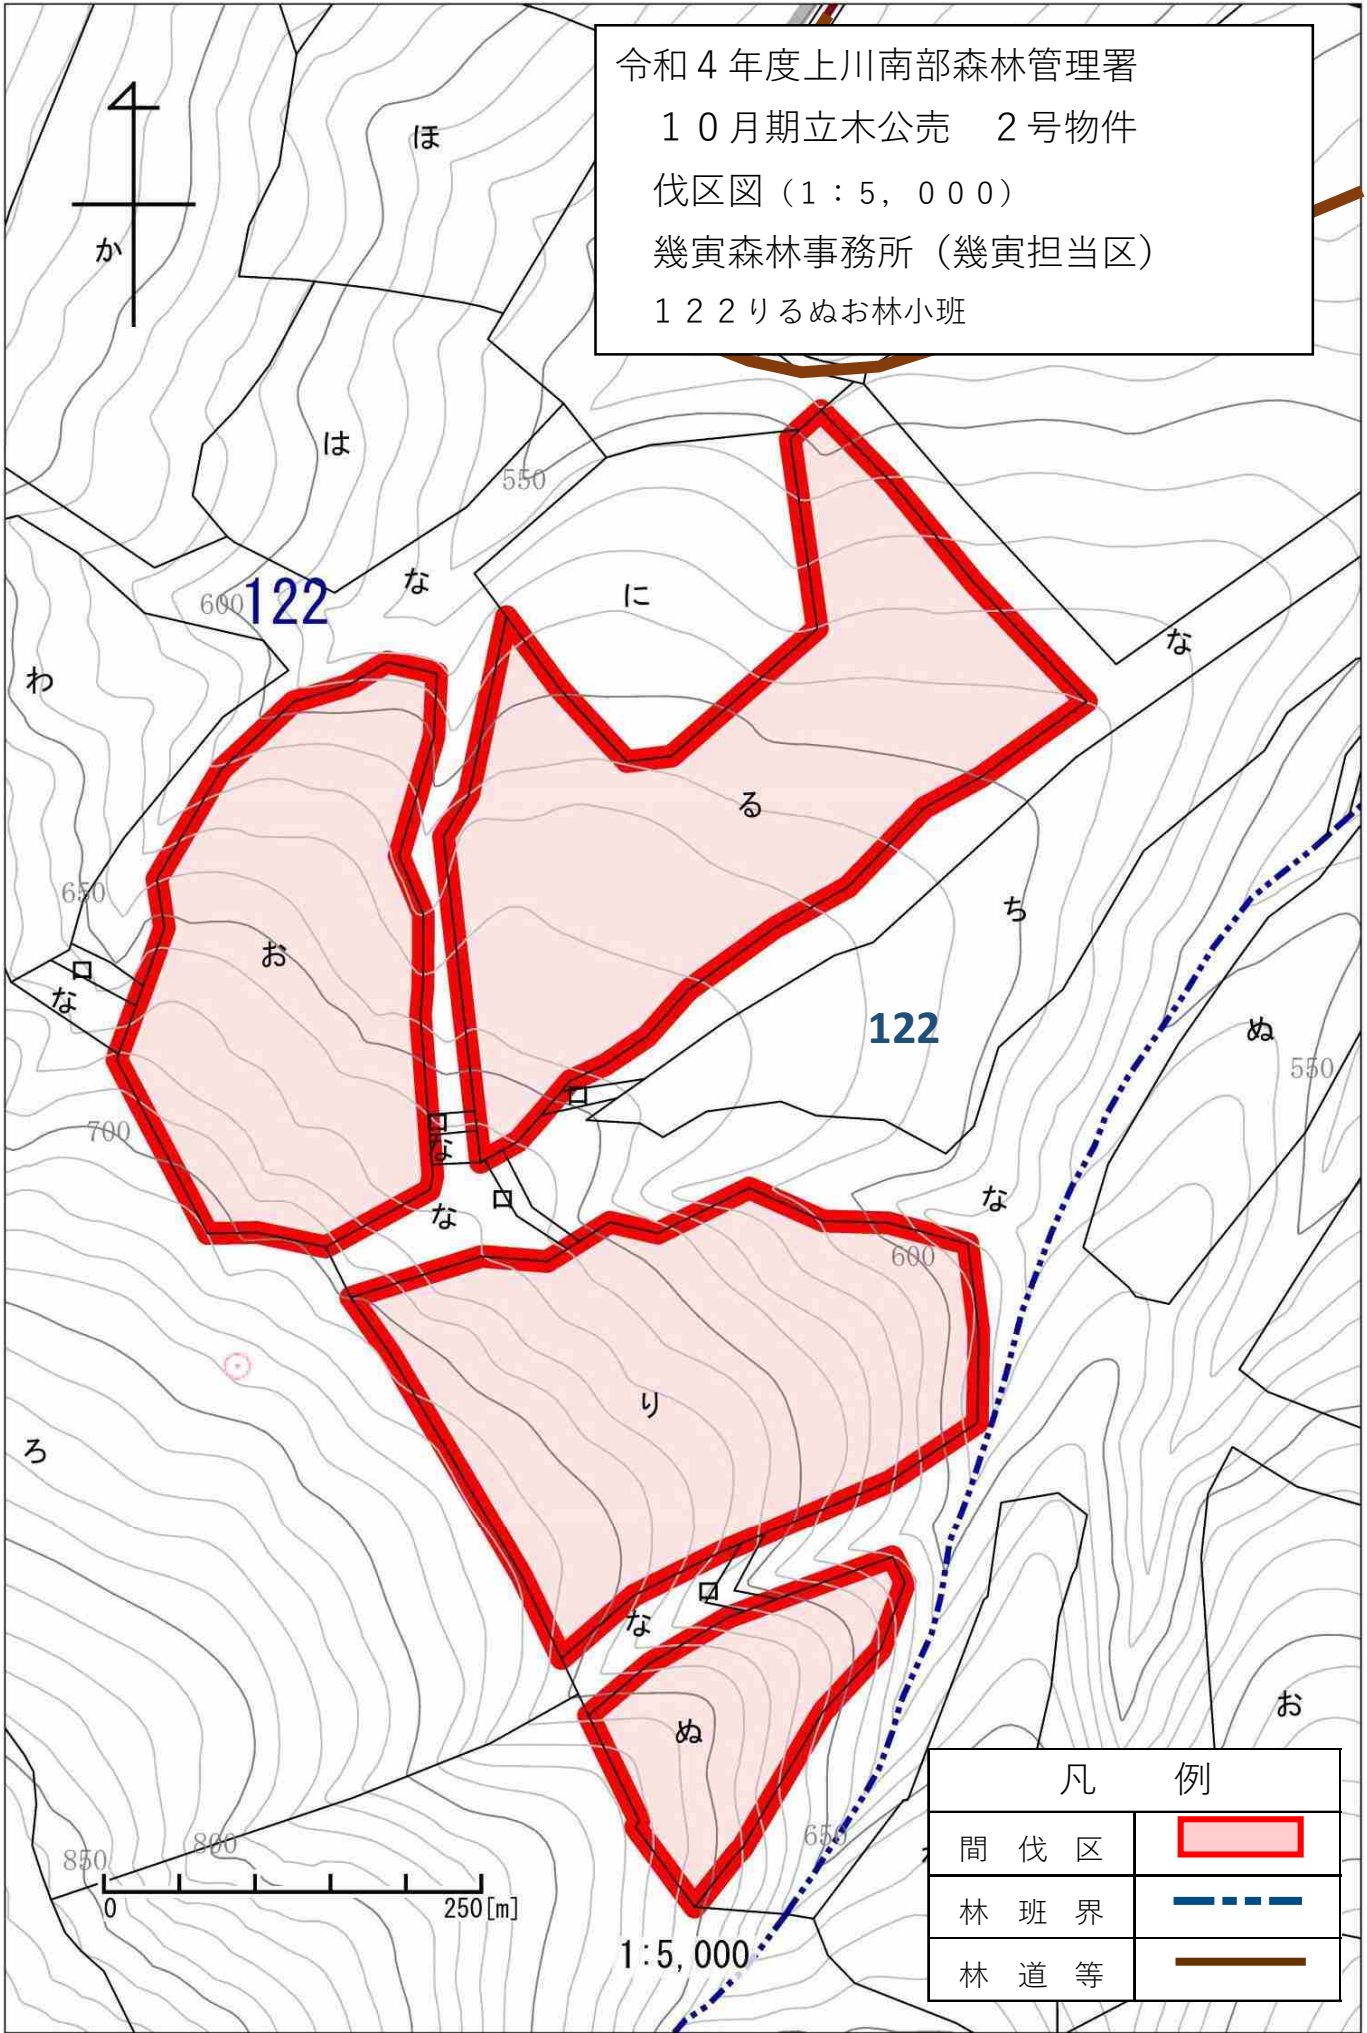 令和４年度上川南部森林管理署
１０月期立木公売　２号物件
伐区図（1：5，000）
幾寅森林事務所（幾寅担当区）
１２２りるぬお林小班
ほ
か
は
550
な
に
600
122
な
わ
る
650
ち
お
ロ
な
122
ぬ
550
ロ
700
ロ
な
な
ロ
な
600
り
ろ
ロ
な
ぬ
お
650
800
850
0
250[m]
1:5,000
凡　例
間　伐　区
林　班　界
林　道　等